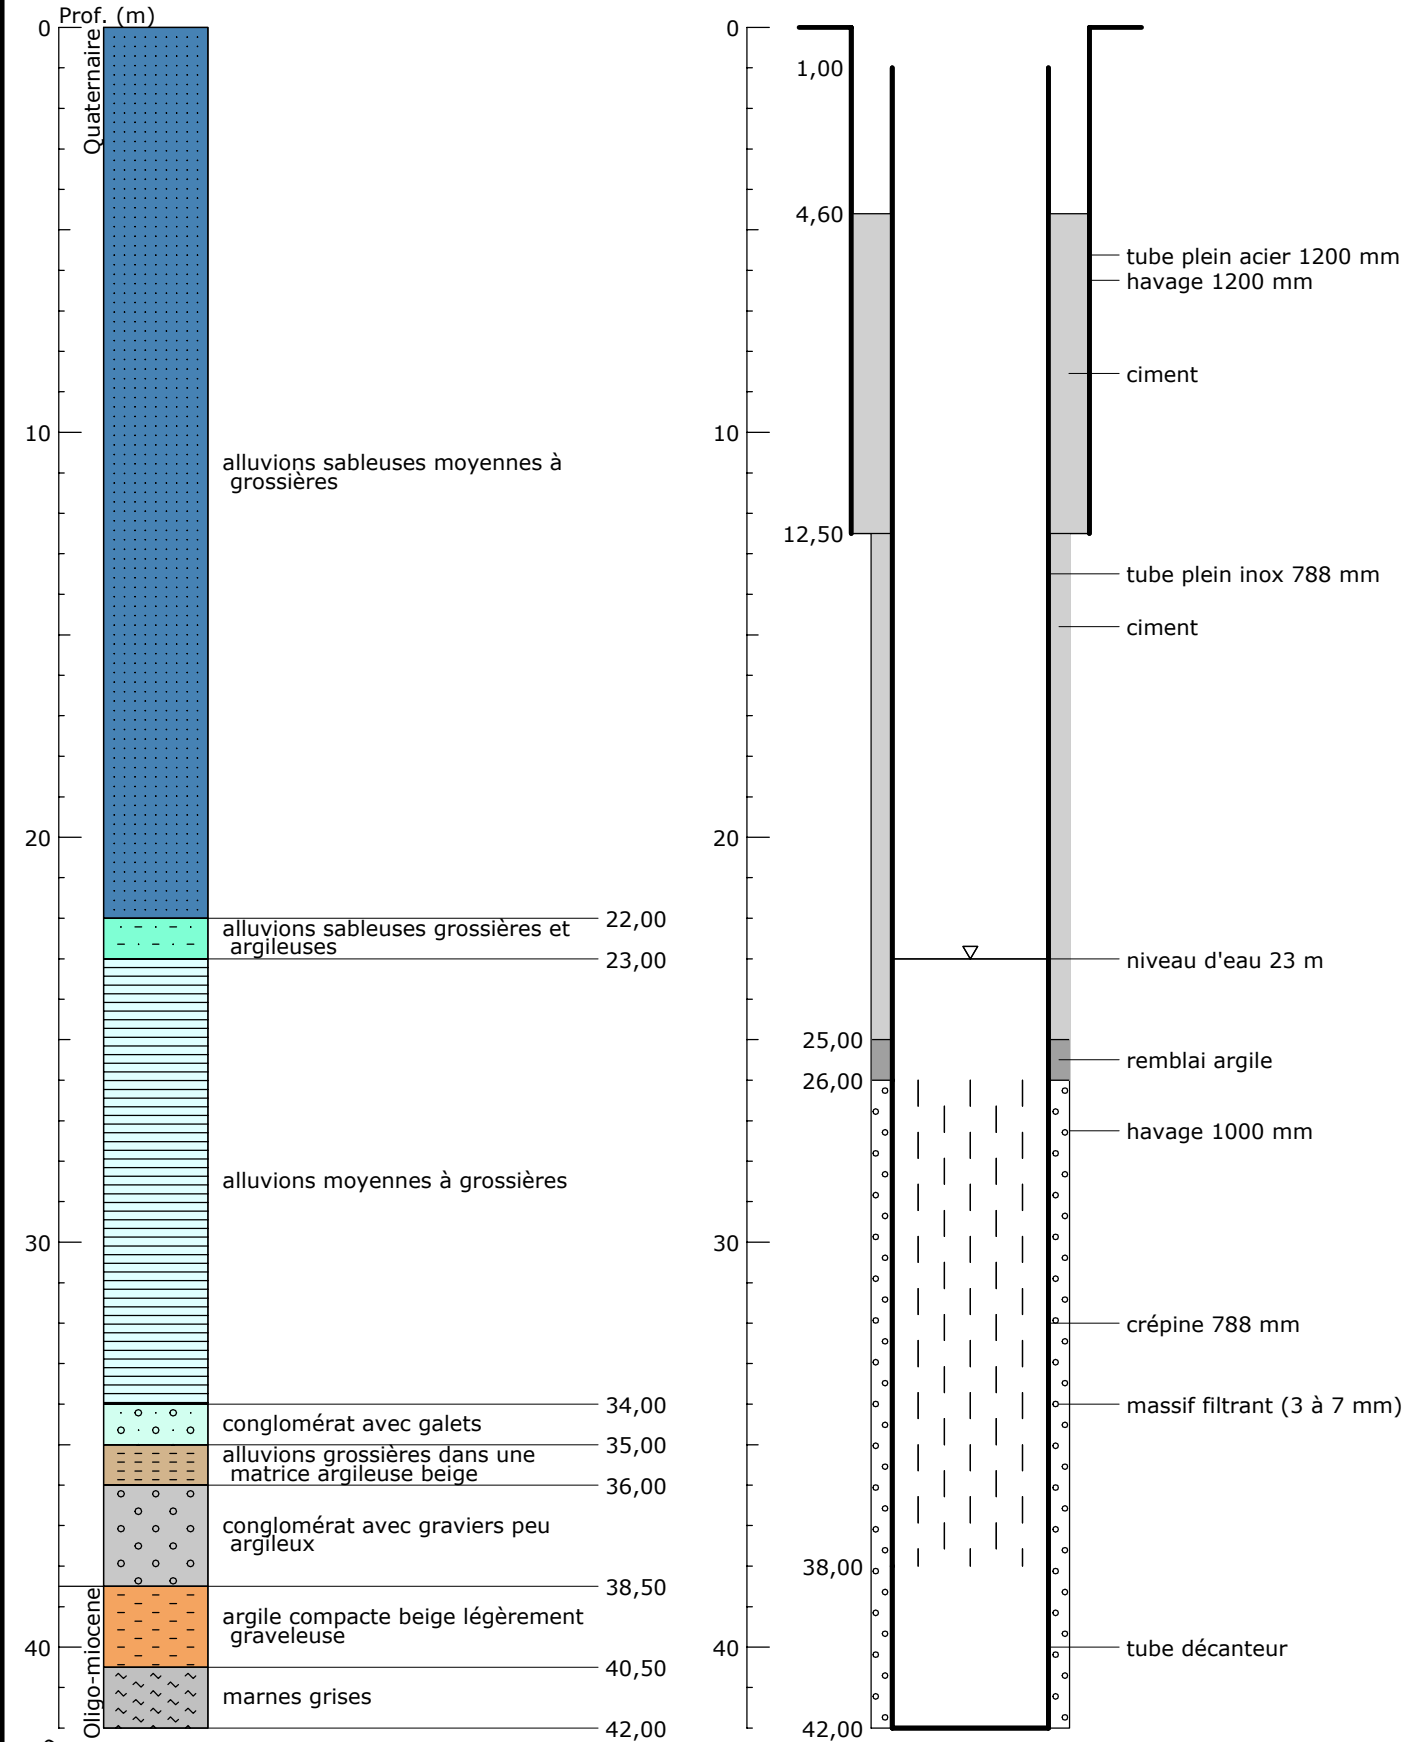 Prof. (m)
0
Quaternaire
10
alluvions sableuses moyennes à
grossières
20
22,00
alluvions sableuses grossières et
argileuses
23,00
alluvions moyennes à grossières
30
34,00
conglomérat avec galets
35,00
alluvions grossières dans une
matrice argileuse beige
36,00
conglomérat avec graviers peu
argileux
38,50
Oligo-miocene
argile compacte beige légèrement
graveleuse
40
40,50
marnes grises
42,00
0
1,00
4,60
tube plein acier 1200 mm
havage 1200 mm
ciment
10
12,50
tube plein inox 788 mm
ciment
20
niveau d'eau 23 m
25,00
remblai argile
26,00
havage 1000 mm
30
crépine 788 mm
massif filtrant (3 à 7 mm)
38,00
40
tube décanteur
42,00